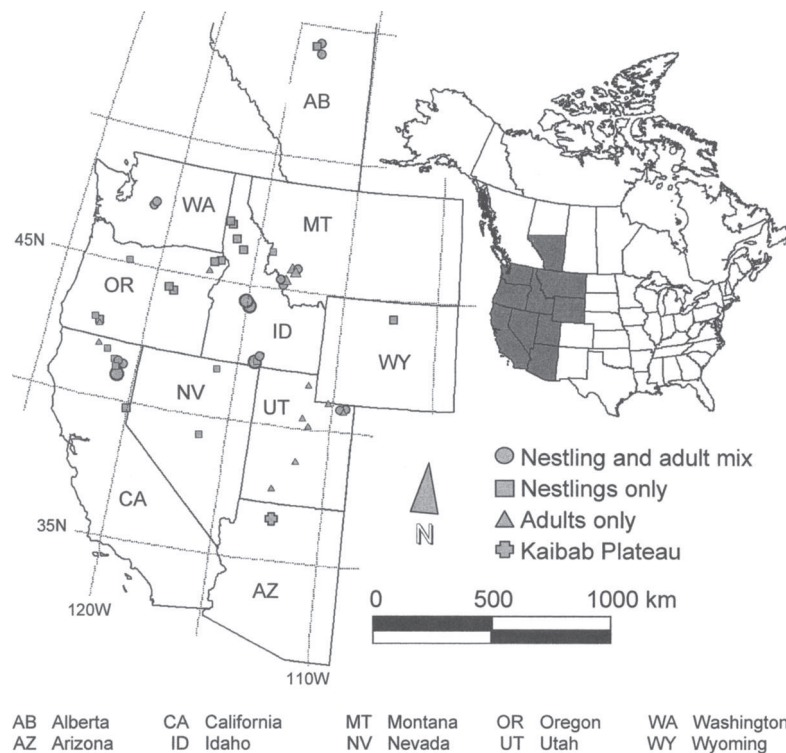 AB
WA
MT
45N
OR
ID
WY
NV
UT
CA
35N
AZ
120W
110W
Nestling and adult mix
Nestlings only
Adults only
Kaibab Plateau
N
0 500 1000 km
AB Alberta CA California MT Montana OR Oregon WA Washington
AZ Arizona ID Idaho NV Nevada UT Utah WY Wyoming